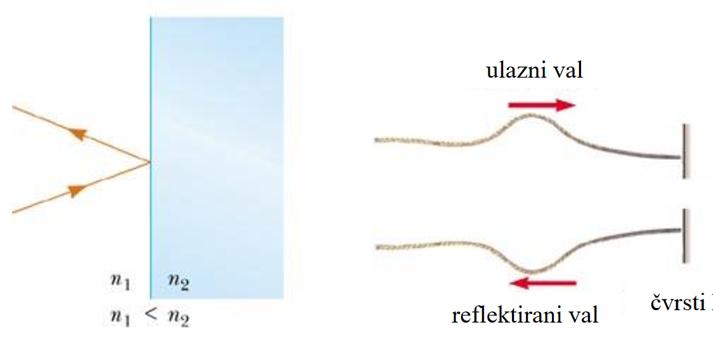 n₁ n₂
n₁ < n₂
ulazni val
reflektirani val
čvrsti